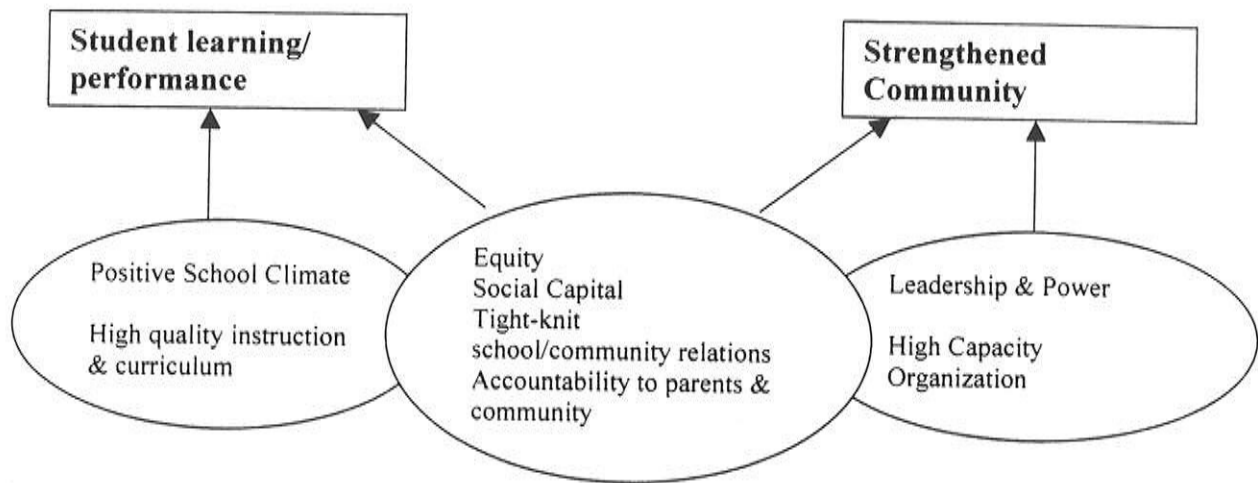 Student learning/
performance
Strengthened
Community
Positive School Climate
High quality instruction
& curriculum
Equity
Social Capital
Tight-knit
school/community relations
Accountability to parents &
community
Leadership & Power
High Capacity
Organization